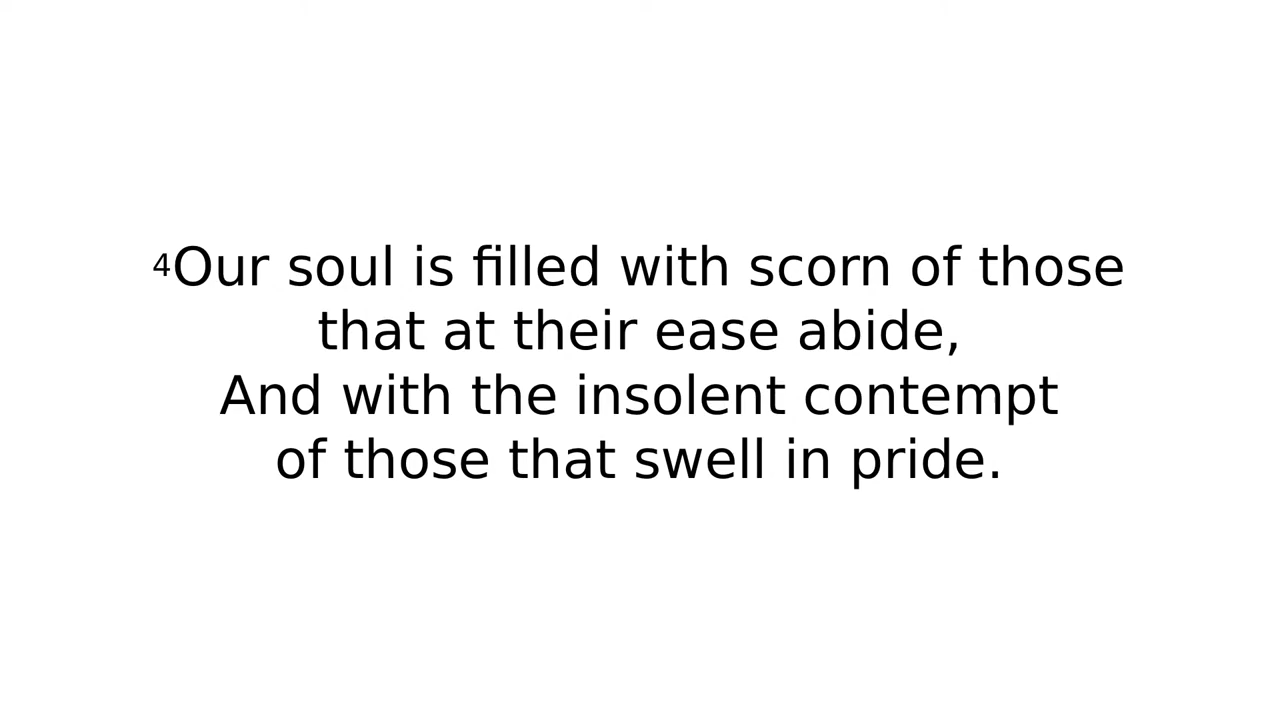 ⁴Our soul is filled with scorn of those
that at their ease abide,
And with the insolent contempt
of those that swell in pride.